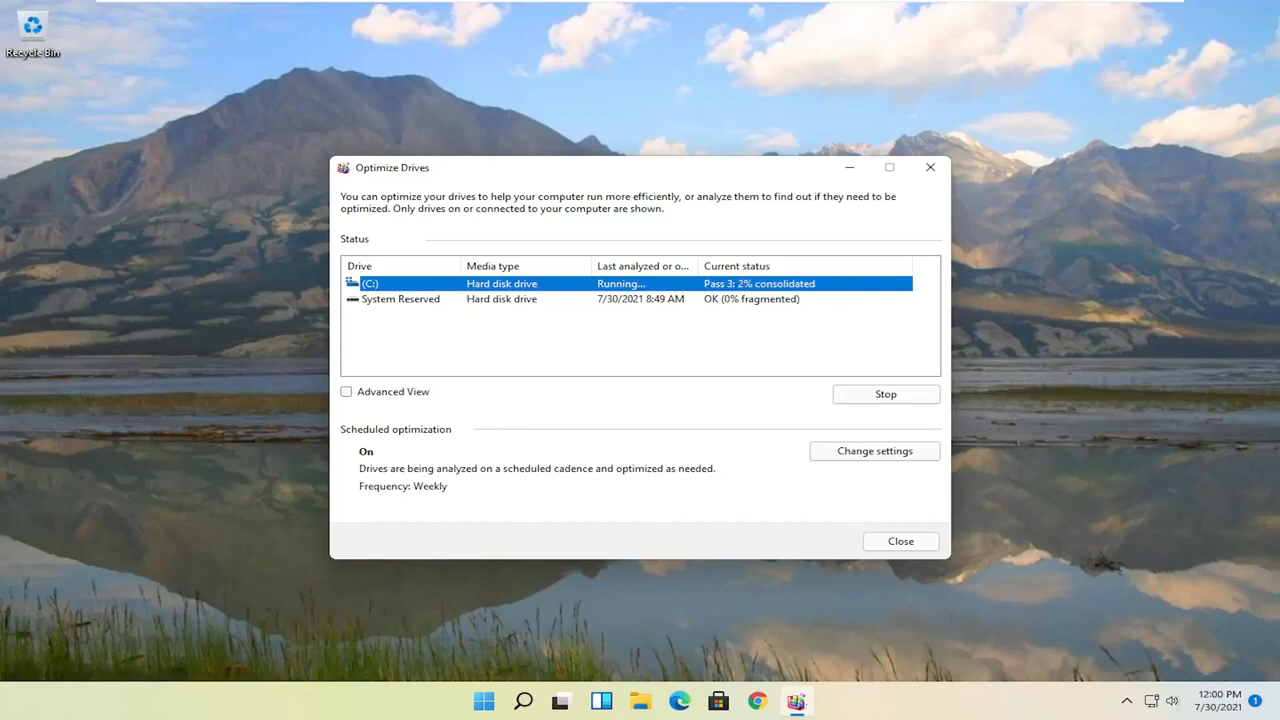 Recycle Bin
Optimize Drives
You can optimize your drives to help your computer run more efficiently, or analyze them to find out if they need to be
optimized. Only drives on or connected to your computer are shown.
Status
Drive Media type Last analyzed or o... Current status
(C:) Hard disk drive Running... Pass 3: 2% consolidated
System Reserved Hard disk drive 7/30/2021 8:49 AM OK (0% fragmented)
Advanced View
Stop
Scheduled optimization
On
Change settings
Drives are being analyzed on a scheduled cadence and optimized as needed.
Frequency: Weekly
Close
12:00 PM
7/30/2021
1